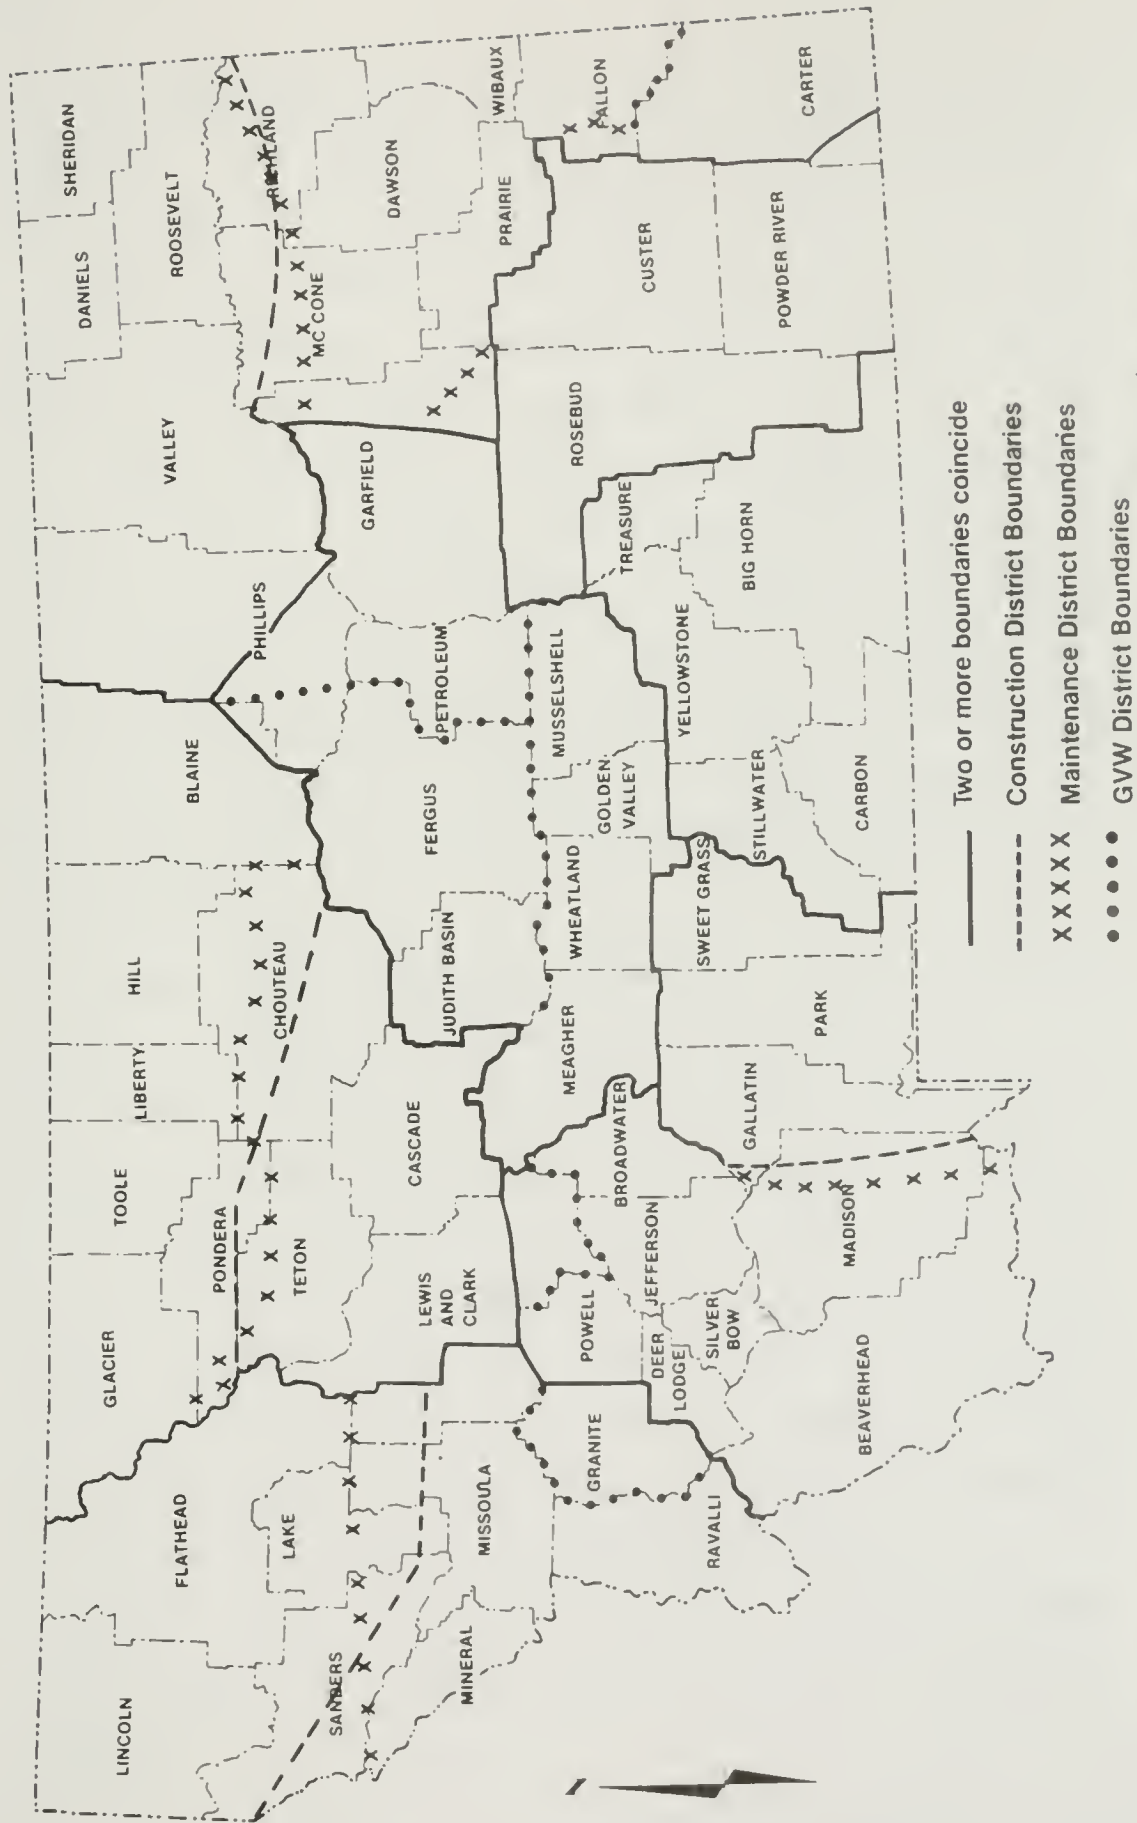 LINCOLN
FLATHEAD
GLACIER
TOOLE
LIBERTY
HILL
BLAINE
PHILLIPS
VALLEY
DANIELS
SHERIDAN
ROOSEVELT
SANDERS
LAKE
PONDERA
TETON
CHOUTEAU
RICHLAND
MC CONE
GARFIELD
DAWSON
MINERAL
MISSOULA
LEWIS
AND
CLARK
CASCADE
JUDITH BASIN
FERGUS
PETROLEUM
PRAIRIE
WIBAUX
RAVALLI
GRANITE
POWELL
DEER
LODGE
SILVER
BOW
JEFFERSON
BROADWATER
MEAGHER
WHEATLAND
GOLDEN
VALLEY
MUSSELSHELL
TREASURE
ROSEBUD
CUSTER
FALLON
BEAVERHEAD
MADISON
GALLATIN
PARK
SWEET GRASS
STILLWATER
CARBON
YELLOWSTONE
BIG HORN
POWDER RIVER
CARTER
Two or more boundaries coincide
Construction District Boundaries
XXXXX Maintenance District Boundaries
GVW District Boundaries